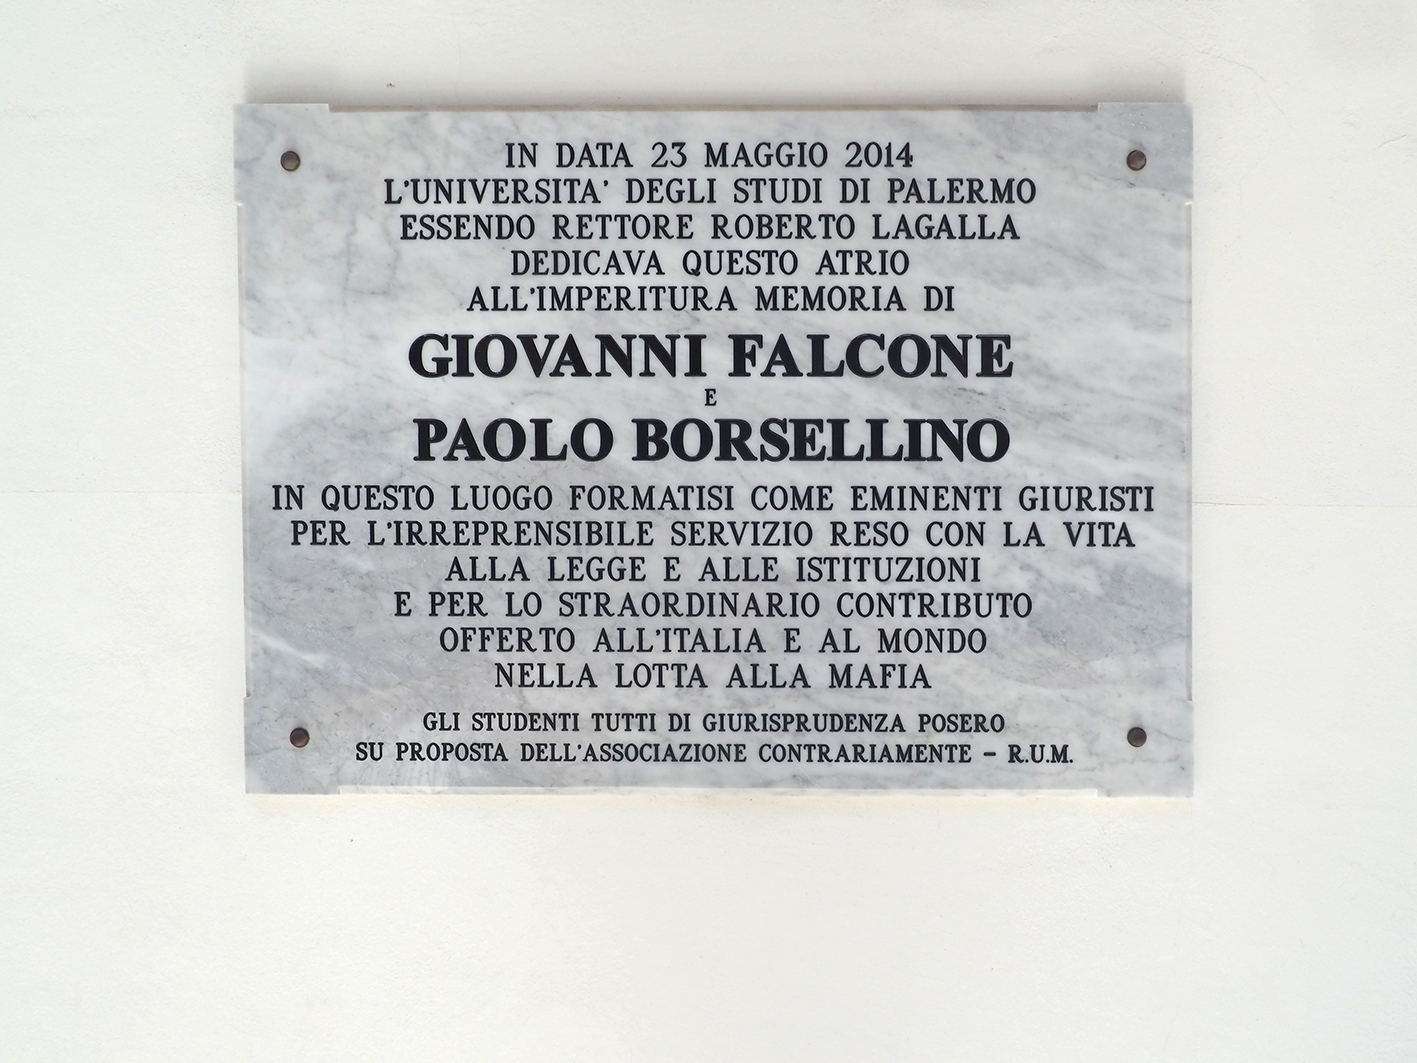 IN DATA 23 MAGGIO 2014
L'UNIVERSITA' DEGLI STUDI DI PALERMO
ESSENDO RETTORE ROBERTO LAGALLA
DEDICAVA QUESTO ATRIO
ALL'IMPERITURA MEMORIA DI
GIOVANNI FALCONE
E
PAOLO BORSELLINO
IN QUESTO LUOGO FORMATISI COME EMINENTI GIURISTI
PER L'IRREPRENSIBILE SERVIZIO RESO CON LA VITA
ALLA LEGGE E ALLE ISTITUZIONI
E PER LO STRAORDINARIO CONTRIBUTO
OFFERTO ALL'ITALIA E AL MONDO
NELLA LOTTA ALLA MAFIA
GLI STUDENTI TUTTI DI GIURISPRUDENZA POSERO
SU PROPOSTA DELL'ASSOCIAZIONE CONTRARIAMENTE – R.U.M.